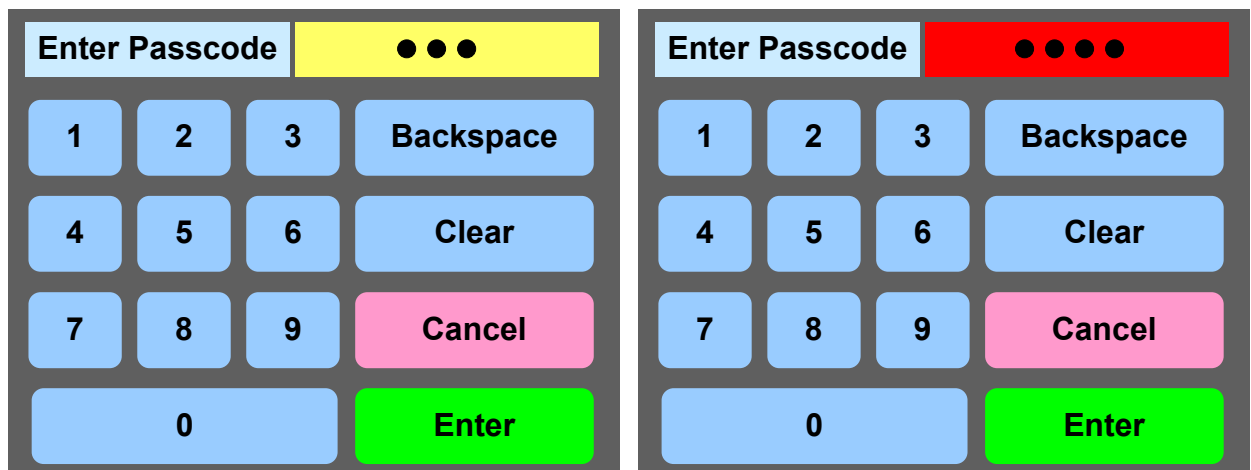 Enter Passcode ●●●
1 2 3 Backspace
4 5 6 Clear
7 8 9 Cancel
0 Enter
Enter Passcode ●●●●
1 2 3 Backspace
4 5 6 Clear
7 8 9 Cancel
0 Enter